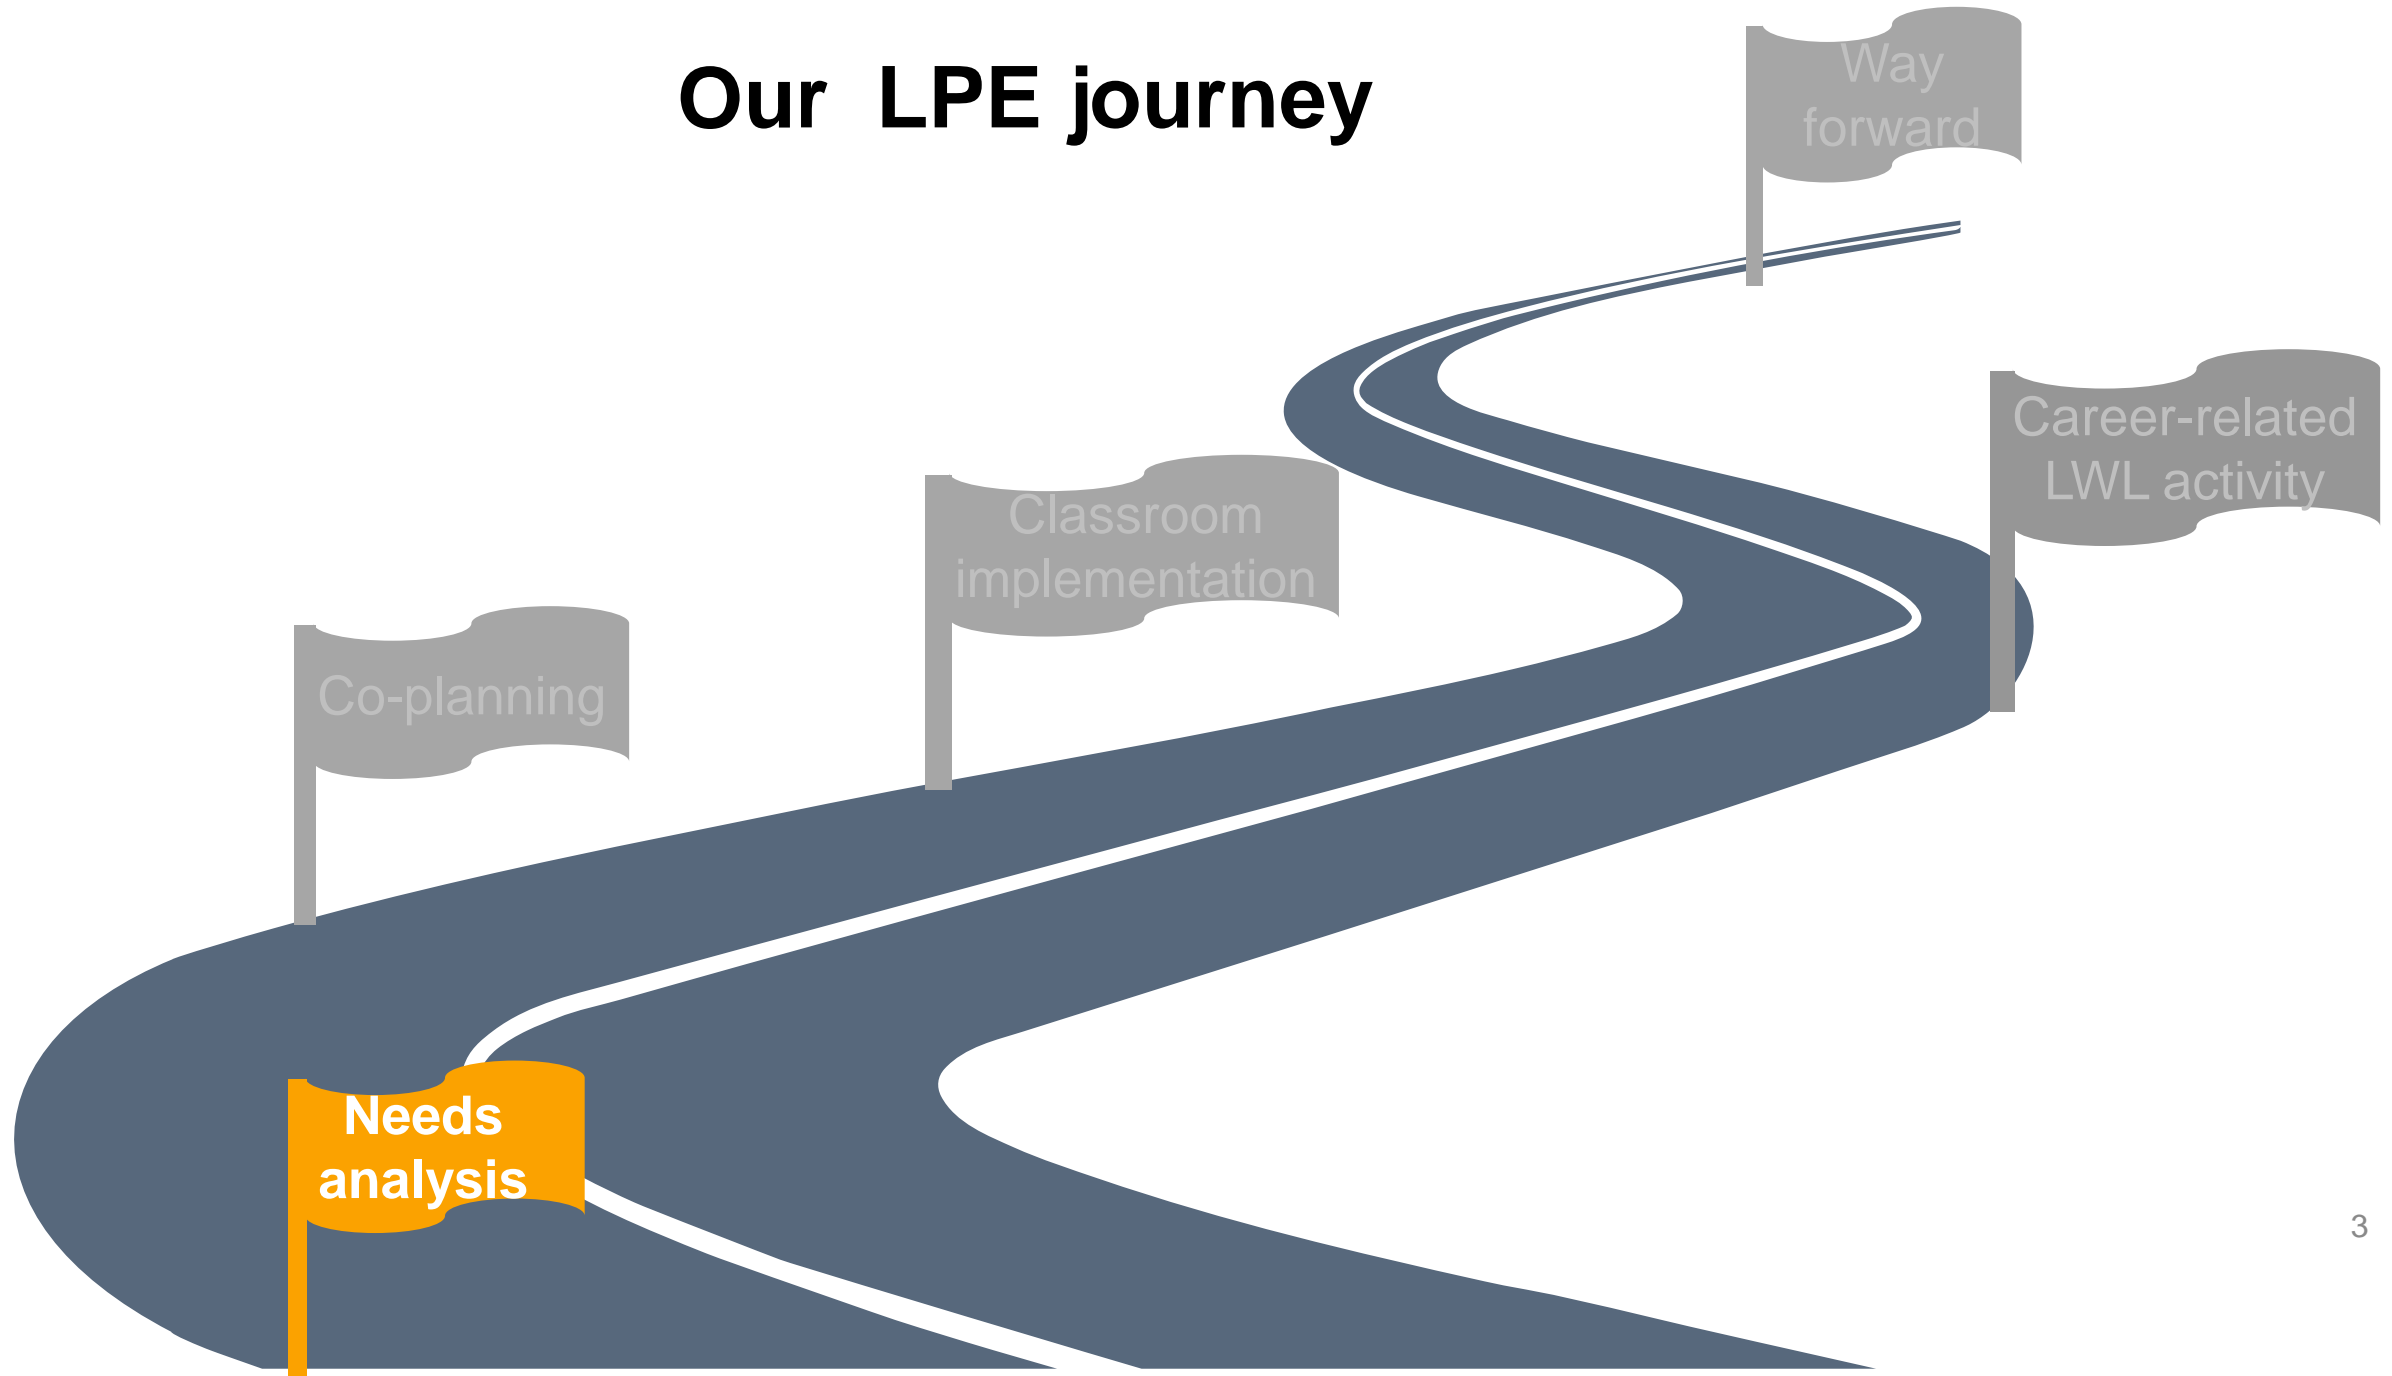 Our LPE journey
Way
forward
Career-related
LWL activity
Classroom
implementation
Co-planning
Needs
analysis
3